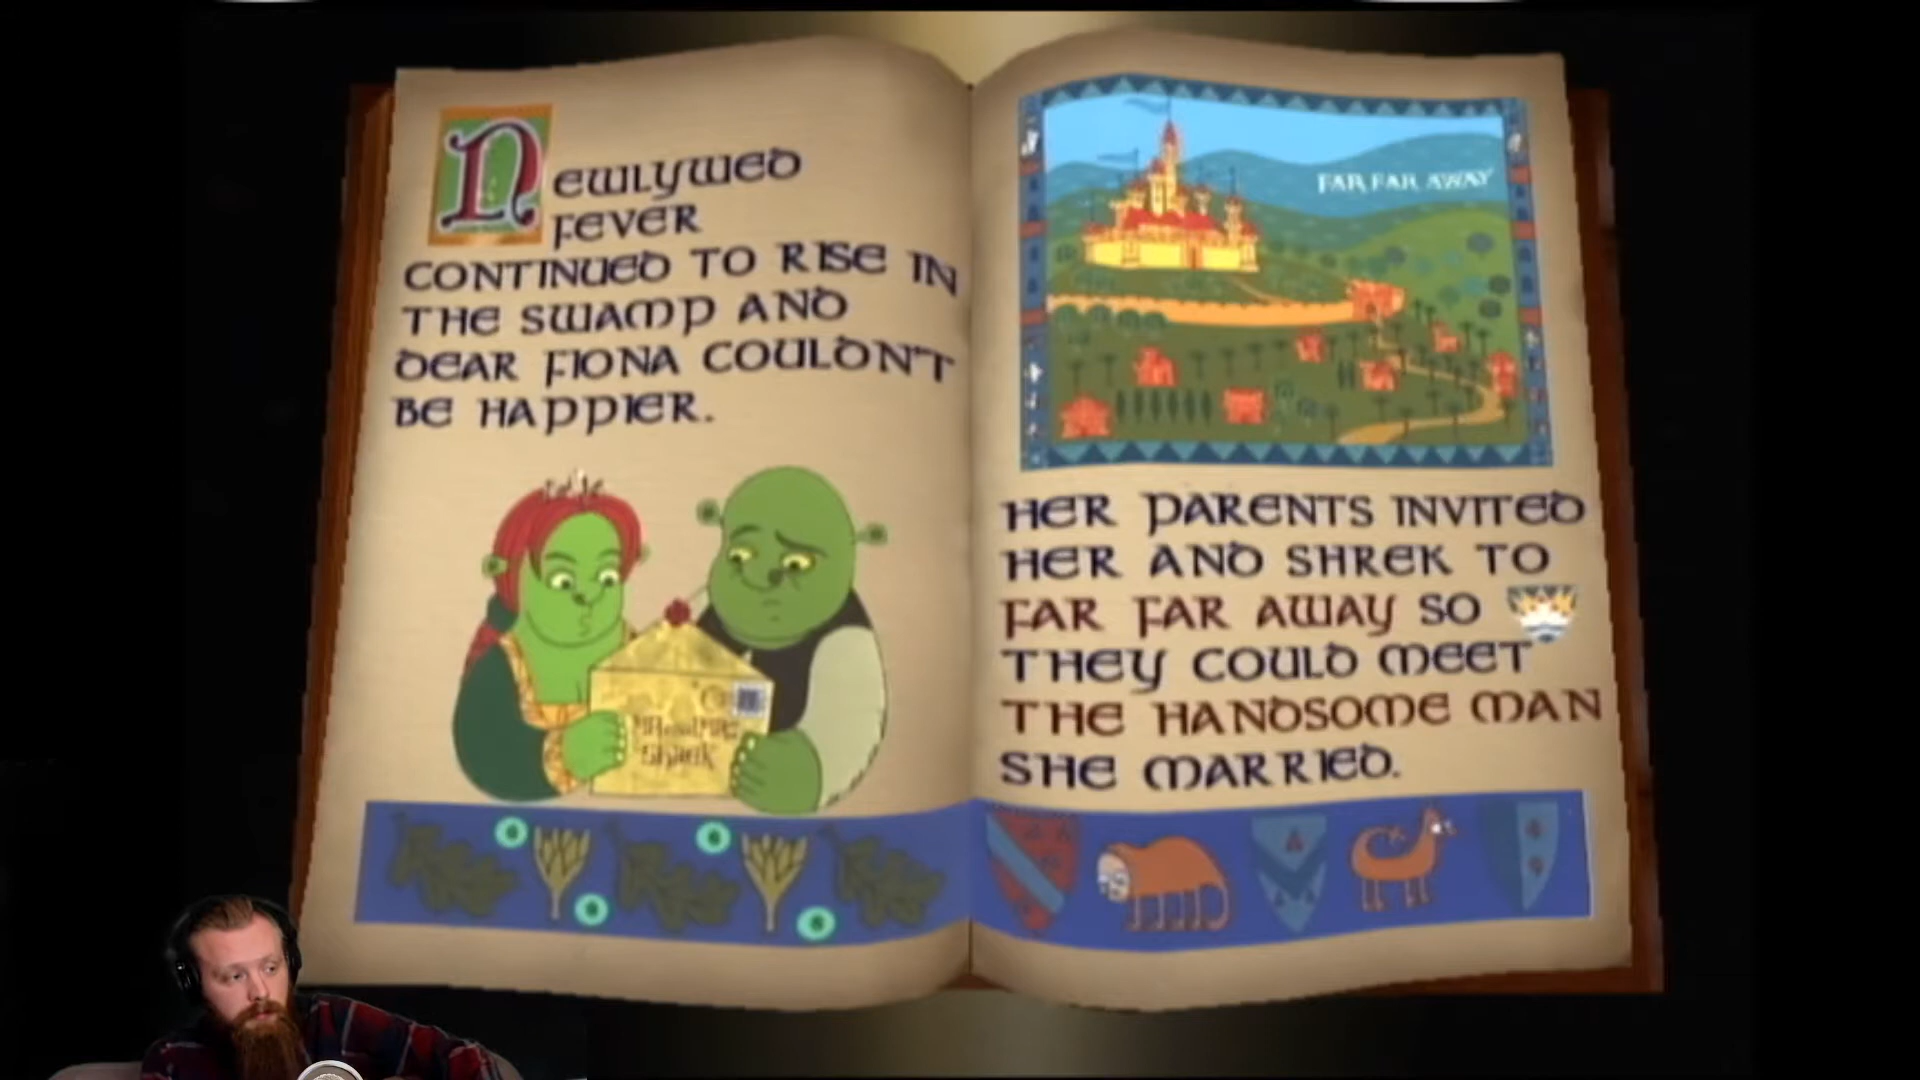 NEWLYWED
FEVER
CONTINUED TO RISE IN
THE SWAMP AND
DEAR FIONA COULDN'T
BE HAPPIER.
FAR FAR AWAY
HER PARENTS INVITED
HER AND SHREK TO
FAR FAR AWAY SO
THEY COULD MEET
THE HANDSOME MAN
SHE MARRIED.